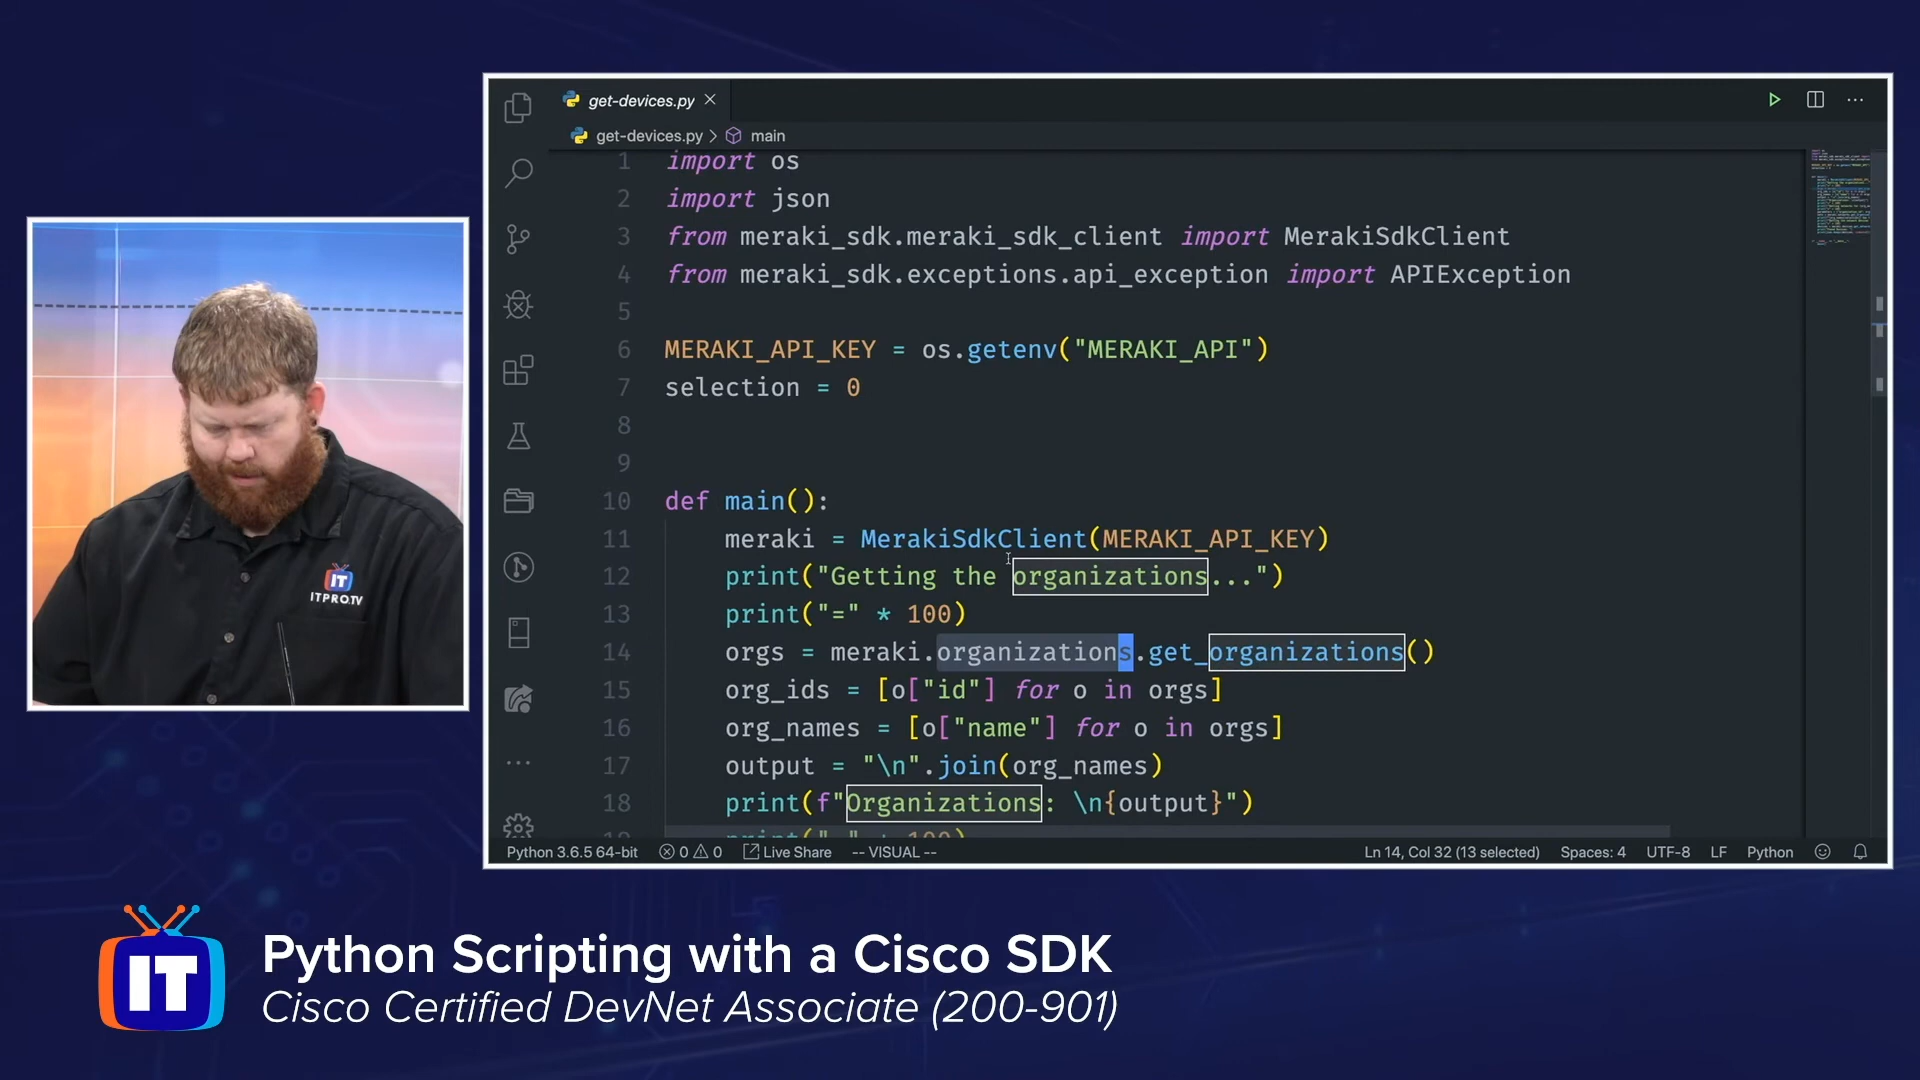 get-devices.py
get-devices.py > main
1 import os
2 import json
3 from meraki_sdk.meraki_sdk_client import MerakiSdkClient
4 from meraki_sdk.exceptions.api_exception import APIException
5
6 MERAKI_API_KEY = os.getenv("MERAKI_API")
7 selection = 0
8
9
10 def main():
11 meraki = MerakiSdkClient(MERAKI_API_KEY)
12 print("Getting the organizations...")
13 print("=" * 100)
14 orgs = meraki.organizations.get_organizations()
15 org_ids = [o["id"] for o in orgs]
16 org_names = [o["name"] for o in orgs]
17 output = "\n".join(org_names)
18 print(f"Organizations: \n{output}")
Python 3.6.5 64-bit 0 0 Live Share -- VISUAL -- Ln 14, Col 32 (13 selected) Spaces: 4 UTF-8 LF Python
IT
ITPRO.TV
IT
Python Scripting with a Cisco SDK
Cisco Certified DevNet Associate (200-901)